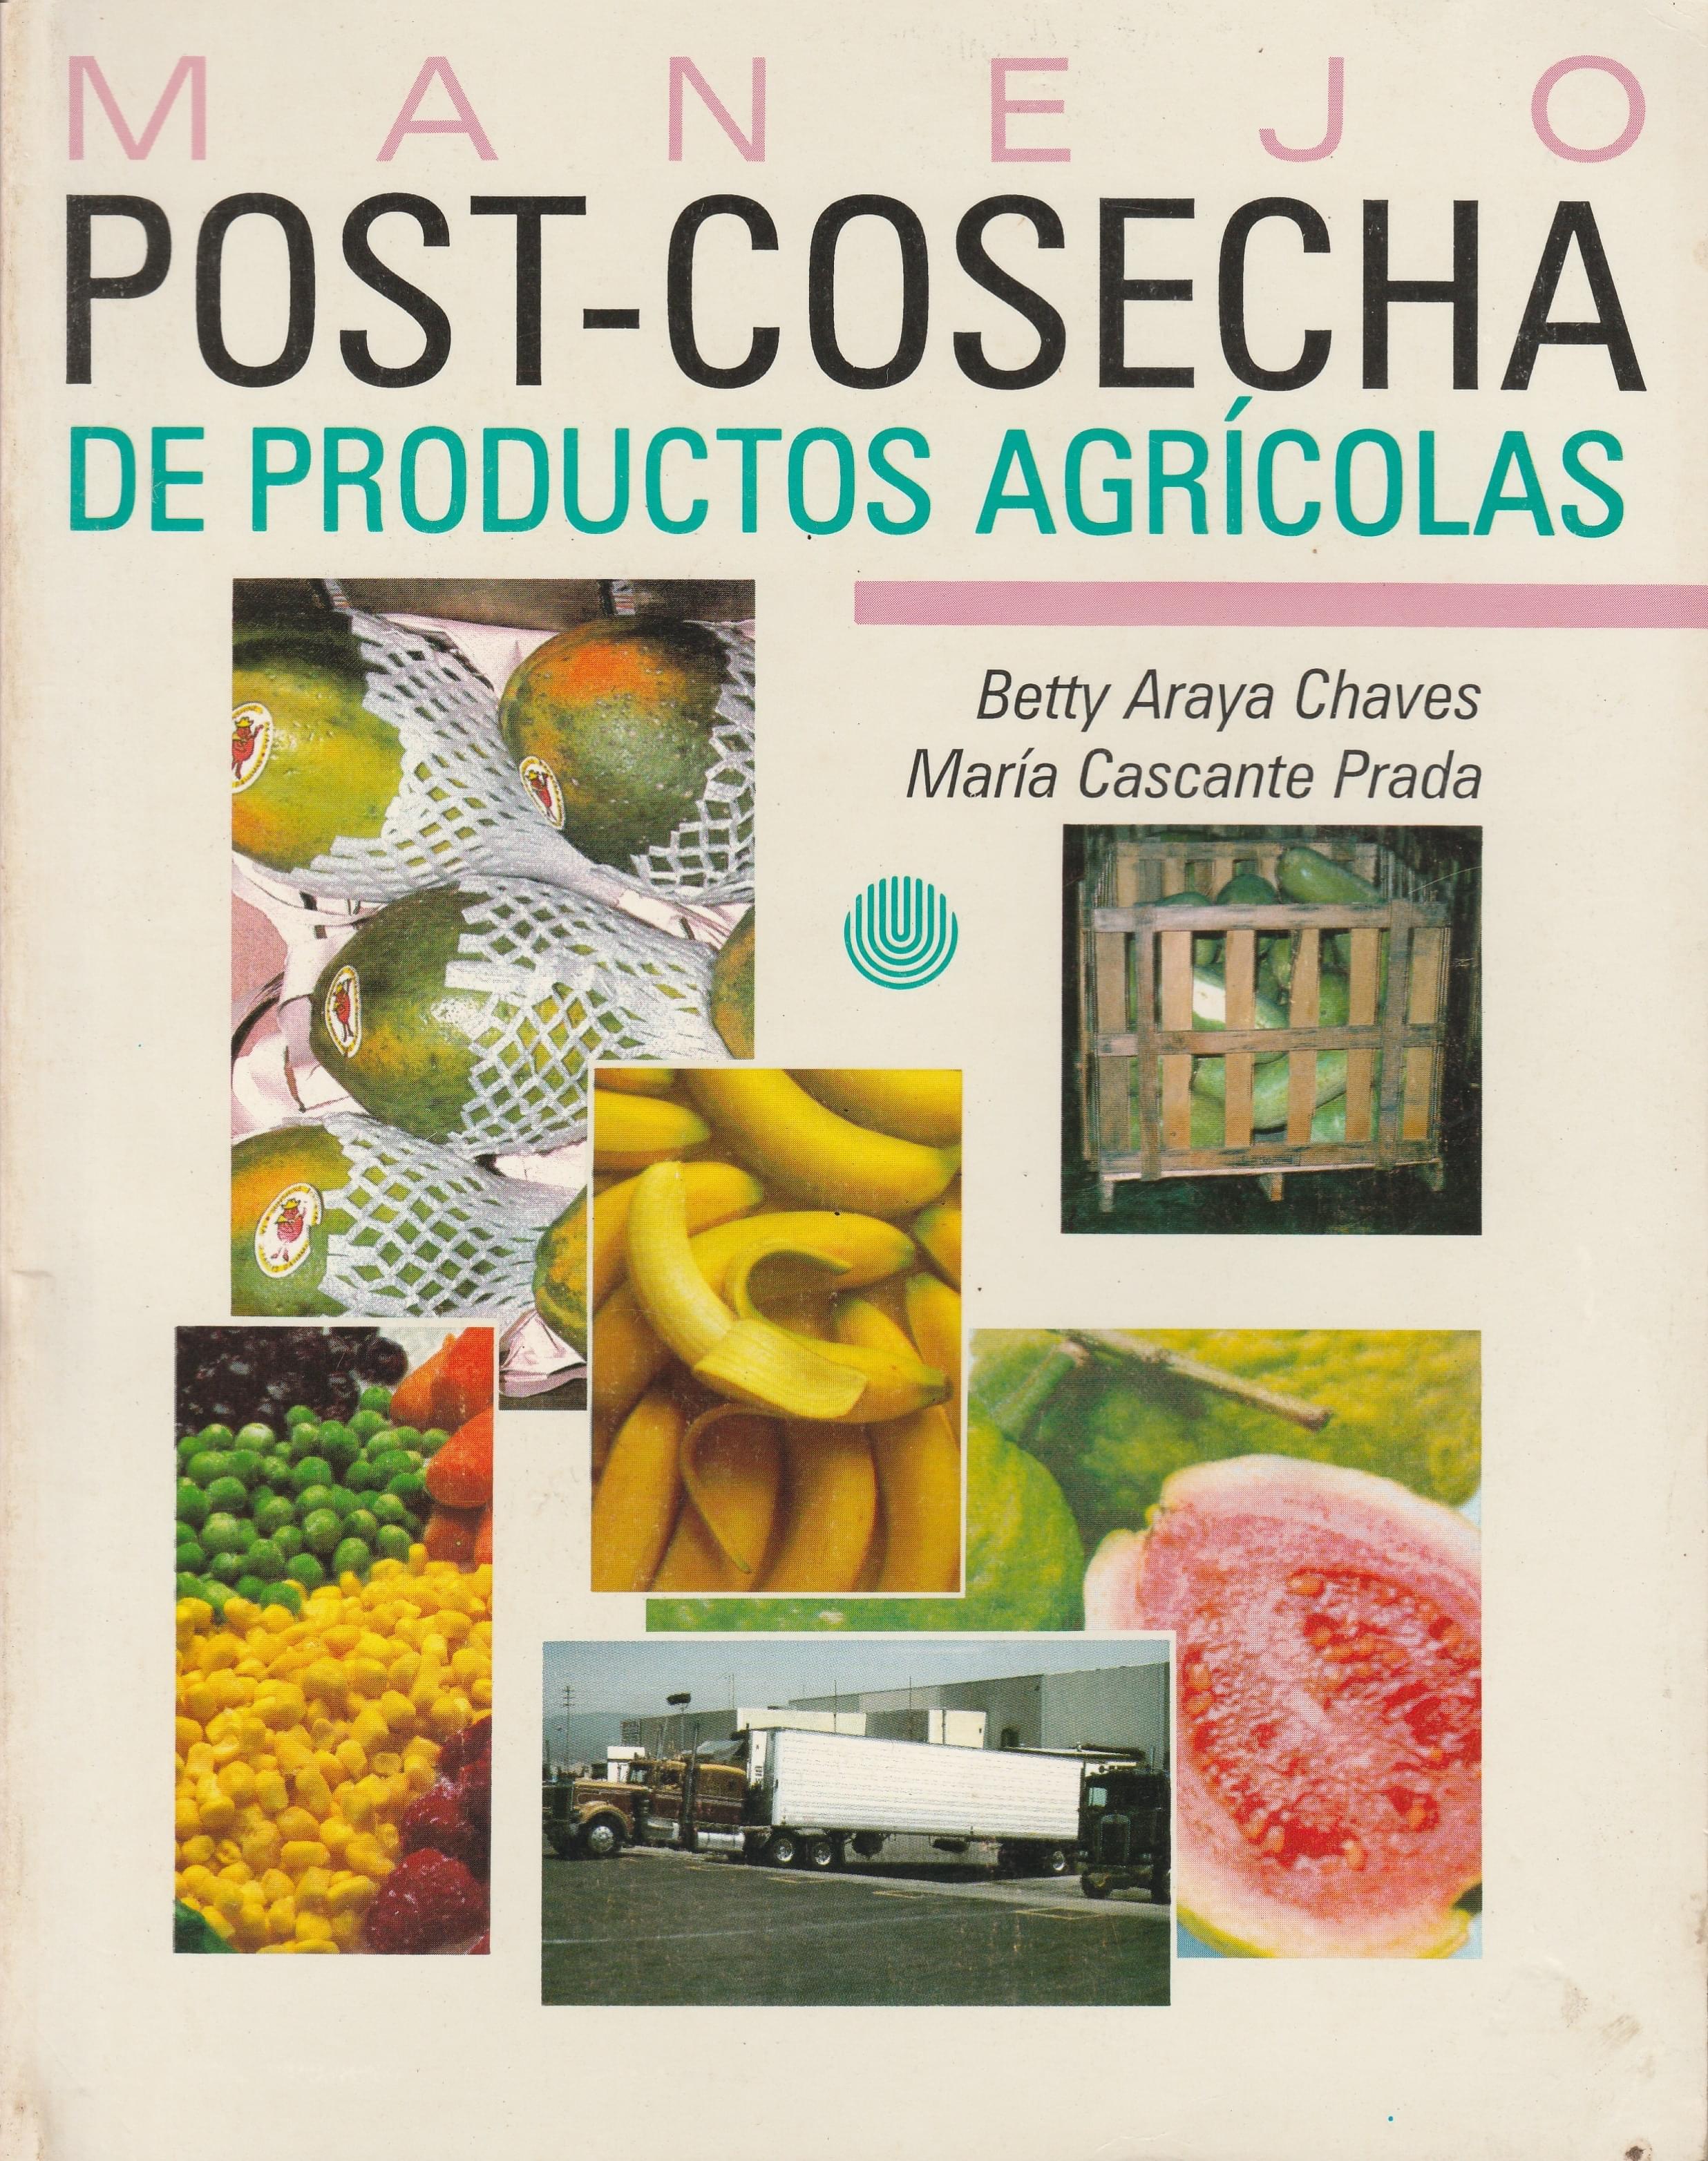 MANEJO
POST-COSECHA
DE PRODUCTOS AGRÍCOLAS
Betty Araya Chaves
María Cascante Prada